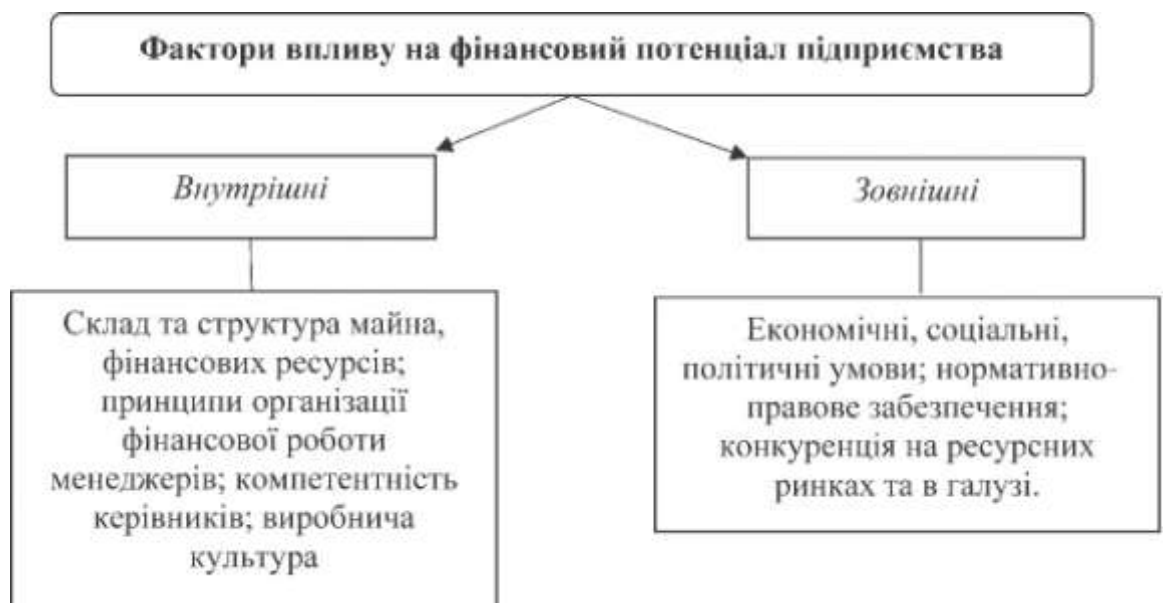 Фактори впливу на фінансовий потенціал підприємства
Внутрішні
Зовнішні
Склад та структура майна,
фінансових ресурсів;
принципи організації
фінансової роботи
менеджерів; компетентність
керівників; виробнича
культура
Економічні, соціальні,
політичні умови; нормативно-
правове забезпечення;
конкуренція на ресурсних
ринках та в галузі.